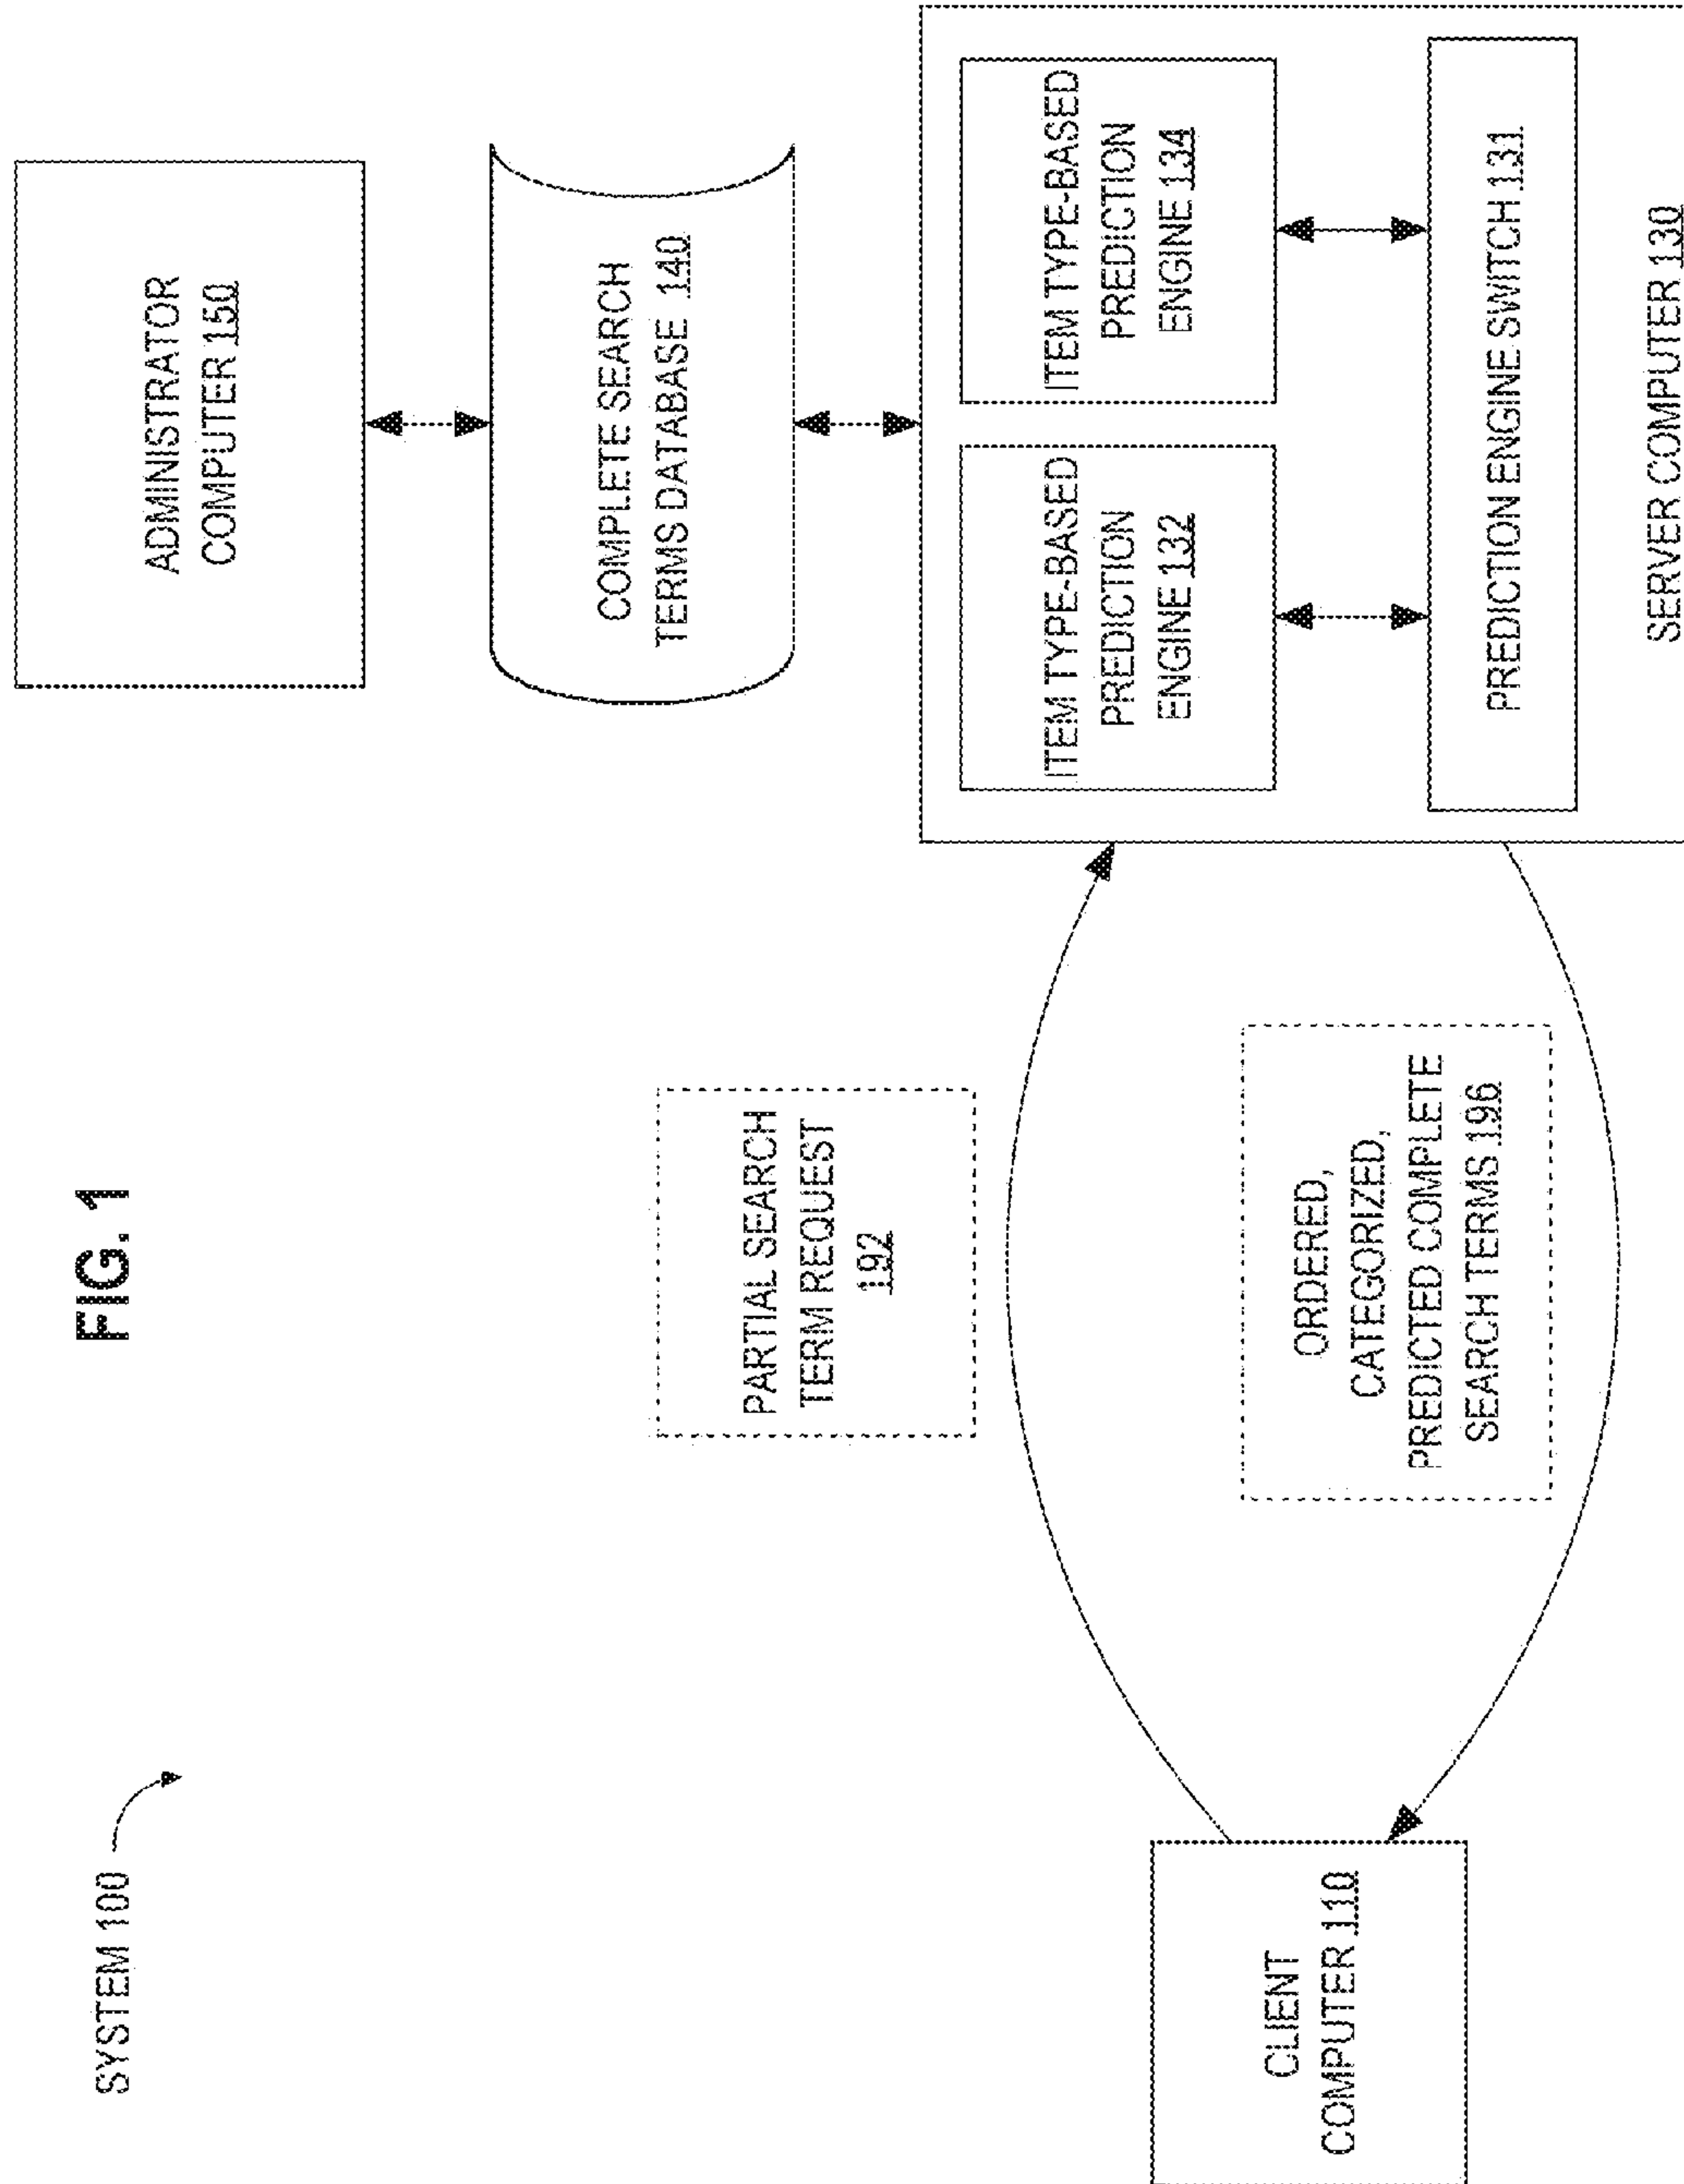 FIG. 1
SYSTEM 100
ADMINISTRATOR
COMPUTER 150
COMPLETE SEARCH
TERMS DATABASE 140
PARTIAL SEARCH
TERM REQUEST
192
ITEM TYPE-BASED
PREDICTION
ENGINE 132
ITEM TYPE-BASED
PREDICTION
ENGINE 134
CLIENT
COMPUTER 110
ORDERED,
CATEGORIZED,
PREDICTED COMPLETE
SEARCH TERMS 196
PREDICTION ENGINE SWITCH 131
SERVER COMPUTER 130